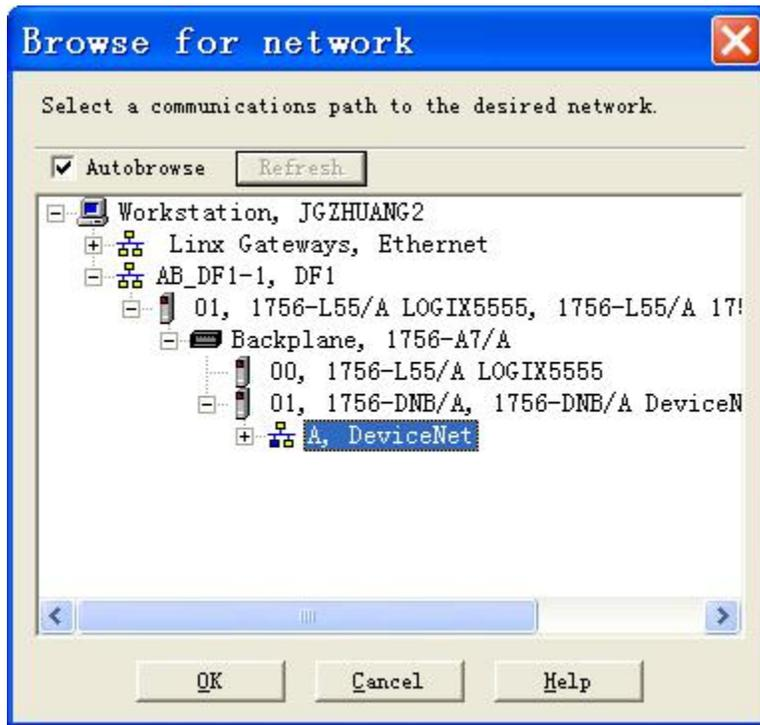 Browse for network
Select a communications path to the desired network.
Autobrowse Refresh
Workstation, JGZHUANG2
Linx Gateways, Ethernet
AB_DF1-1, DF1
01, 1756-L55/A LOGIX5555, 1756-L55/A 175
Backplane, 1756-A7/A
00, 1756-L55/A LOGIX5555
01, 1756-DNB/A, 1756-DNB/A DeviceN
A, DeviceNet
OK Cancel Help